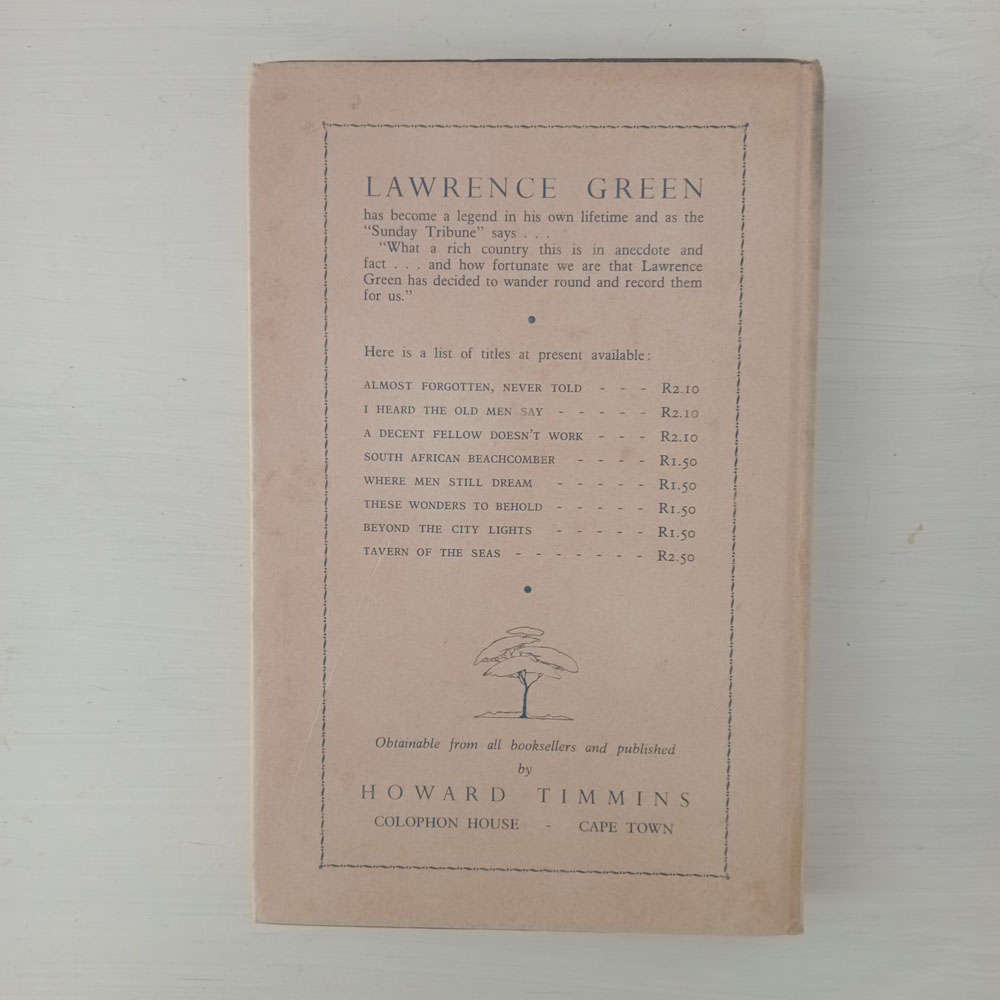 LAWRENCE GREEN
has become a legend in his own lifetime and as the
"Sunday Tribune" says . . .
"What a rich country this is in anecdote and
fact . . . and how fortunate we are that Lawrence
Green has decided to wander round and record them
for us."
Here is a list of titles at present available:
ALMOST FORGOTTEN, NEVER TOLD - - - R2.10
I HEARD THE OLD MEN SAY - - - - - R2.10
A DECENT FELLOW DOESN'T WORK - - - R2.10
SOUTH AFRICAN BEACHCOMBER - - - - R1.50
WHERE MEN STILL DREAM - - - - - R1.50
THESE WONDERS TO BEHOLD - - - - - R1.50
BEYOND THE CITY LIGHTS - - - - - R1.50
TAVERN OF THE SEAS - - - - - - - R2.50
Obtainable from all booksellers and published
by
HOWARD TIMMINS
COLOPHON HOUSE - CAPE TOWN